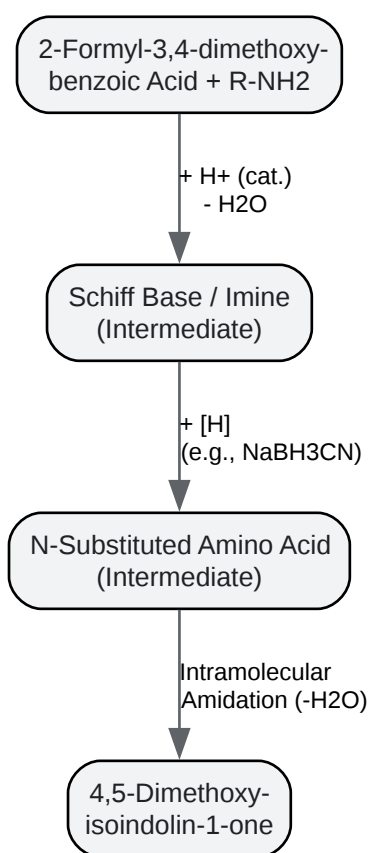 2-Formyl-3,4-dimethoxy-
benzoic Acid + R-NH2
+ H+ (cat.)
- H2O
Schiff Base / Imine
(Intermediate)
+ [H]
(e.g., NaBH3CN)
N-Substituted Amino Acid
(Intermediate)
Intramolecular
Amidation (-H2O)
4,5-Dimethoxy-
isoindolin-1-one